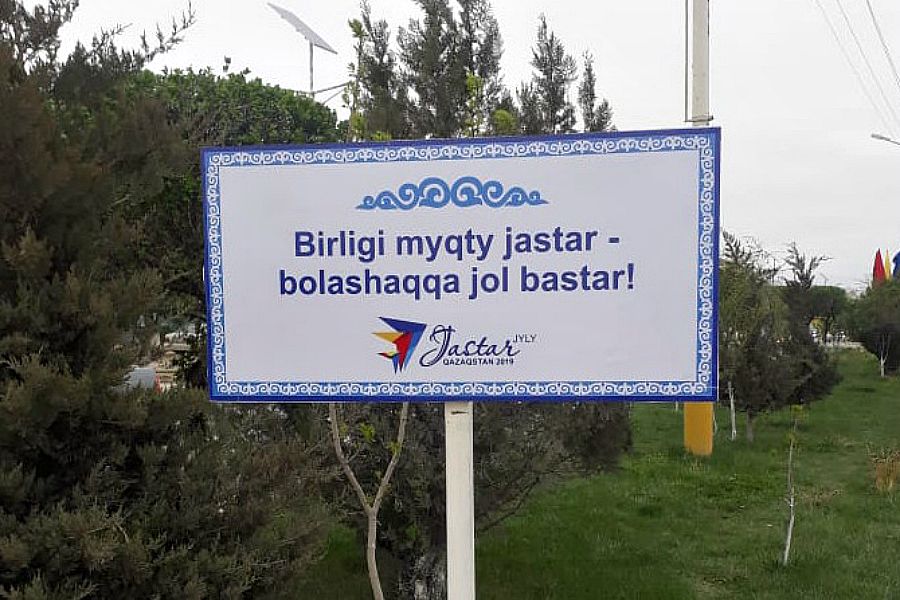 Birligi myqty jastar -
bolashaqqa jol bastar!
Jastar JYLY
QAZAQSTAN 2019